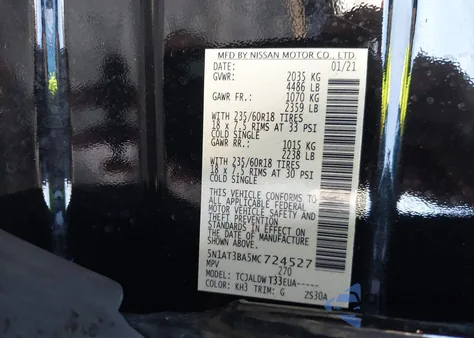 MFD BY NISSAN MOTOR CO., LTD.
DATE: 01/21
GVWR: 2035 KG
4486 LB
GAWR FR.: 1070 KG
2359 LB
WITH 235/60R18 TIRES
18 x 7.5 RIMS AT 33 PSI
COLD SINGLE
GAWR RR.: 1015 KG
2238 LB
WITH 235/60R18 TIRES
18 x 7.5 RIMS AT 30 PSI
COLD SINGLE
THIS VEHICLE CONFORMS TO
ALL APPLICABLE FEDERAL
MOTOR VEHICLE SAFETY AND
THEFT PREVENTION
STANDARDS IN EFFECT ON
THE DATE OF MANUFACTURE
SHOWN ABOVE.
5N1AT3BA5MC724527
MPV 270
MODEL: TCJALDWT33EUA-----
COLOR: KH3 TRIM: G ZS30A